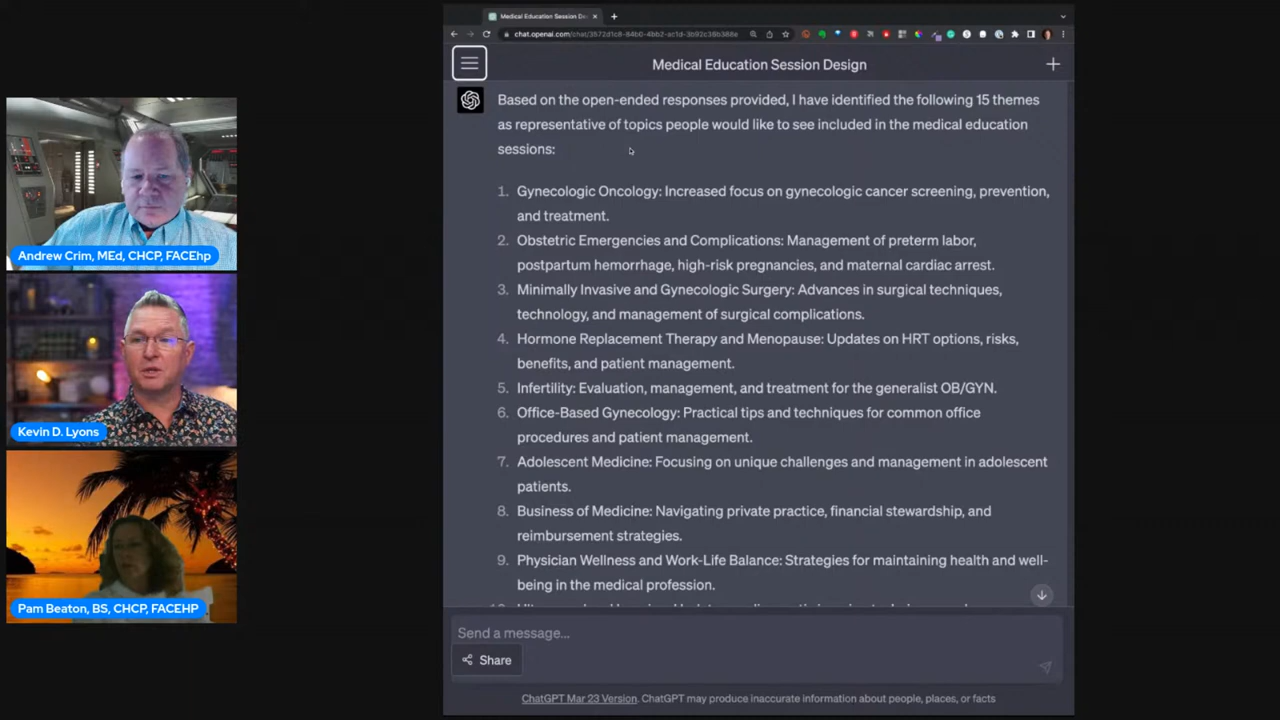 Medical Education Session De
chat.openai.com/chat/3572d1c8-84b0-4bb2-ac1d-3b92c38b388e
Medical Education Session Design
Based on the open-ended responses provided, I have identified the following 15 themes
as representative of topics people would like to see included in the medical education
sessions:
1. Gynecologic Oncology: Increased focus on gynecologic cancer screening, prevention,
and treatment.
2. Obstetric Emergencies and Complications: Management of preterm labor,
postpartum hemorrhage, high-risk pregnancies, and maternal cardiac arrest.
3. Minimally Invasive and Gynecologic Surgery: Advances in surgical techniques,
technology, and management of surgical complications.
4. Hormone Replacement Therapy and Menopause: Updates on HRT options, risks,
benefits, and patient management.
5. Infertility: Evaluation, management, and treatment for the generalist OB/GYN.
6. Office-Based Gynecology: Practical tips and techniques for common office
procedures and patient management.
7. Adolescent Medicine: Focusing on unique challenges and management in adolescent
patients.
8. Business of Medicine: Navigating private practice, financial stewardship, and
reimbursement strategies.
9. Physician Wellness and Work-Life Balance: Strategies for maintaining health and well-
being in the medical profession.
Send a message...
Share
ChatGPT Mar 23 Version. ChatGPT may produce inaccurate information about people, places, or facts
Andrew Crim, MEd, CHCP, FACEhp
Kevin D. Lyons
Pam Beaton, BS, CHCP, FACEHP